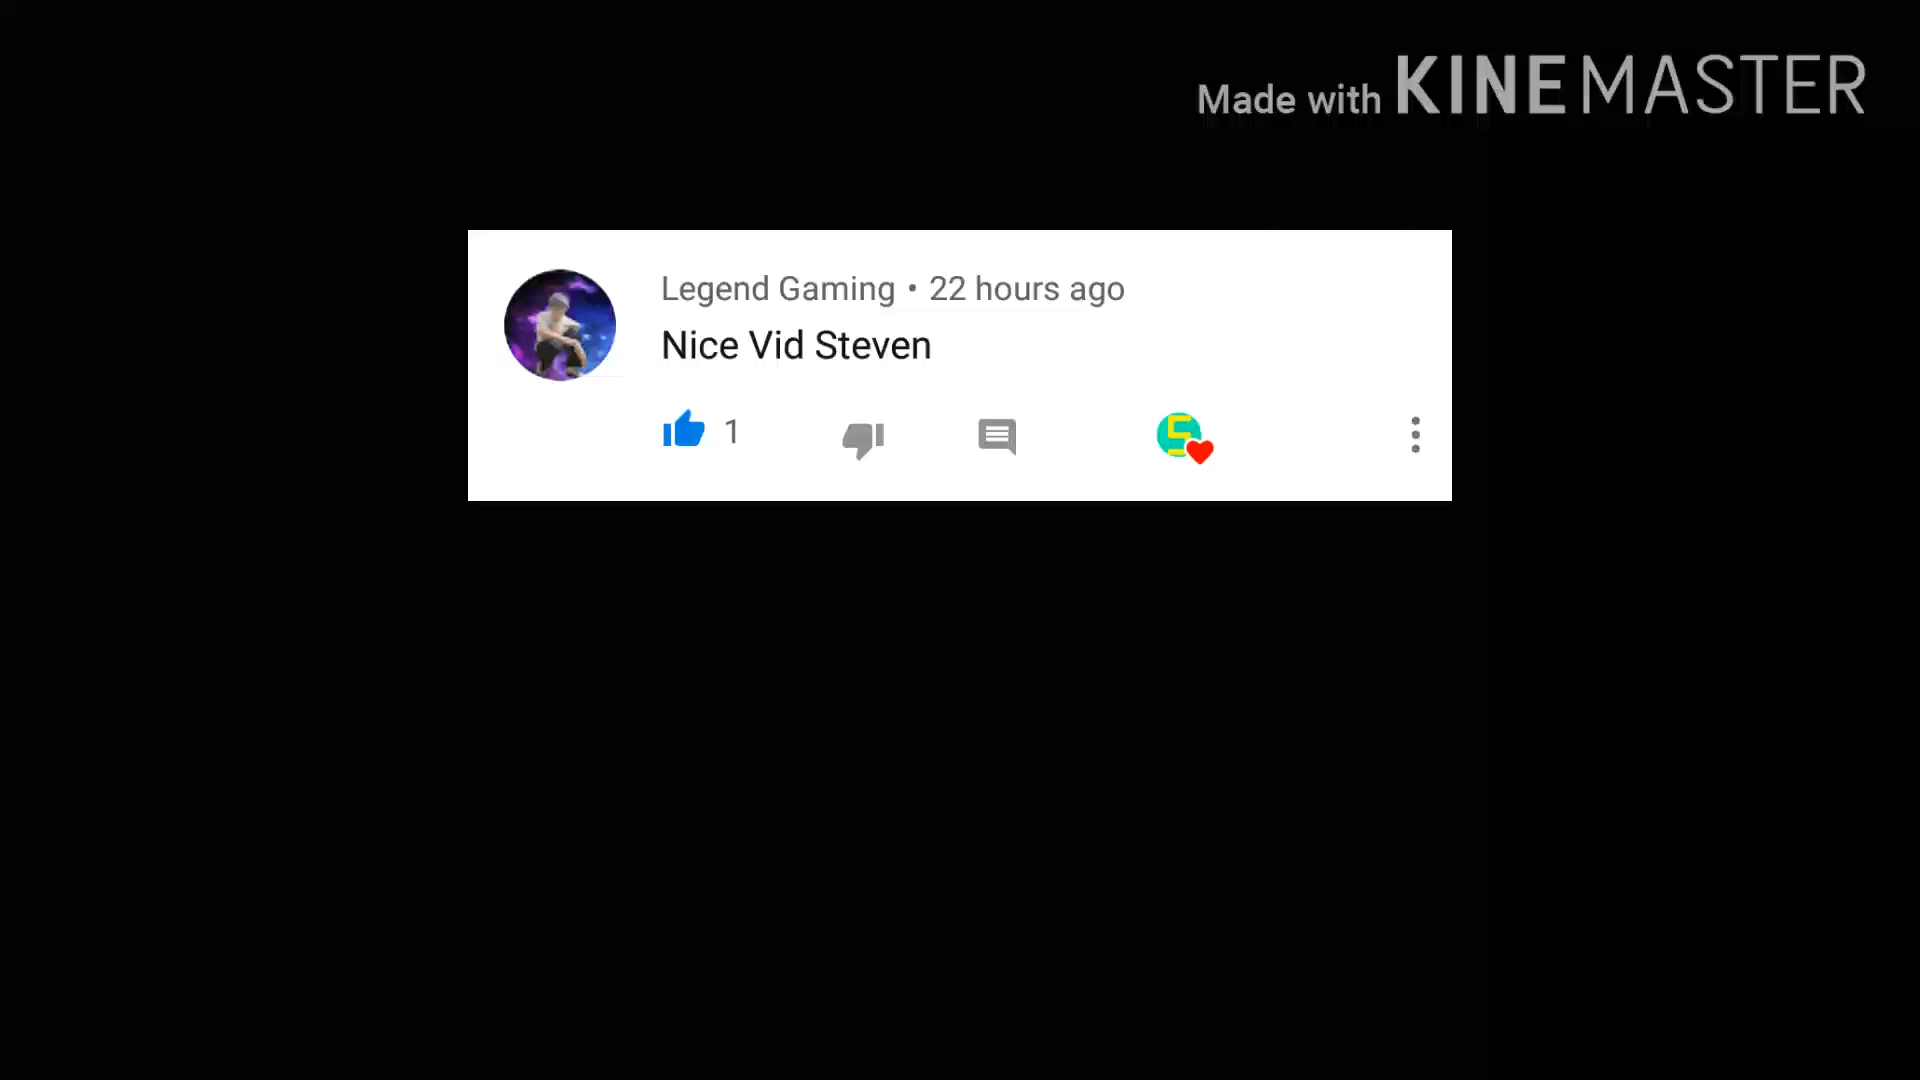 Made with KINEMASTER
Legend Gaming • 22 hours ago
Nice Vid Steven
1
S